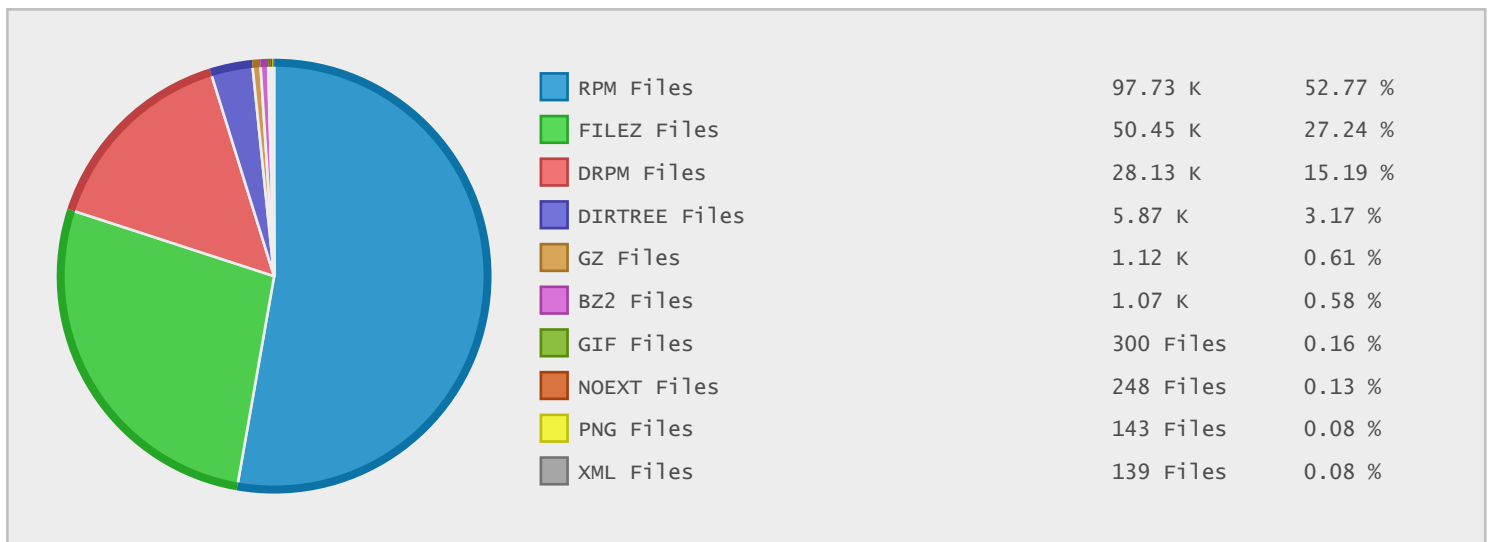 RPM Files 97.73 K 52.77 %
FILEZ Files 50.45 K 27.24 %
DRPM Files 28.13 K 15.19 %
DIRTREE Files 5.87 K 3.17 %
GZ Files 1.12 K 0.61 %
BZ2 Files 1.07 K 0.58 %
GIF Files 300 Files 0.16 %
NOEXT Files 248 Files 0.13 %
PNG Files 143 Files 0.08 %
XML Files 139 Files 0.08 %